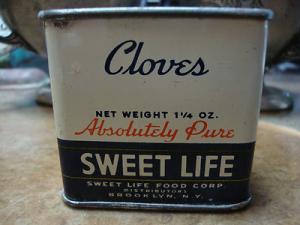 Cloves
NET WEIGHT 1¼ OZ.
Absolutely Pure
SWEET LIFE
SWEET LIFE FOOD CORP.
DISTRIBUTORS
BROOKLYN, N.Y.